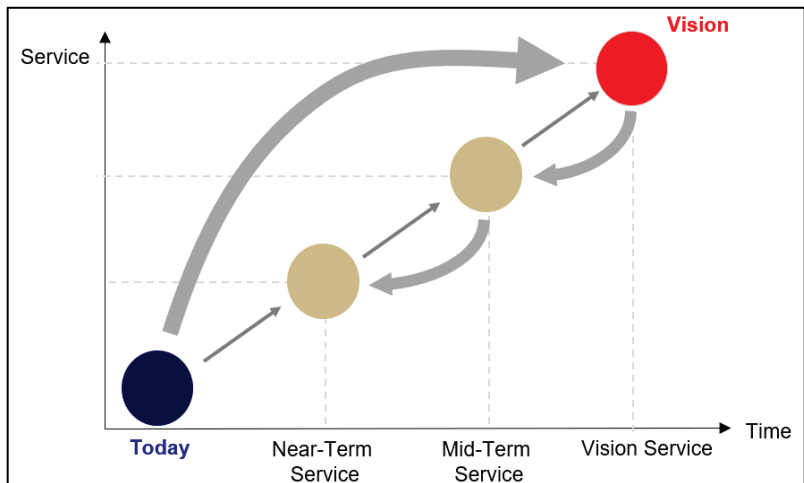 Vision
Service
Time
Today
Near-Term
Service
Mid-Term
Service
Vision Service